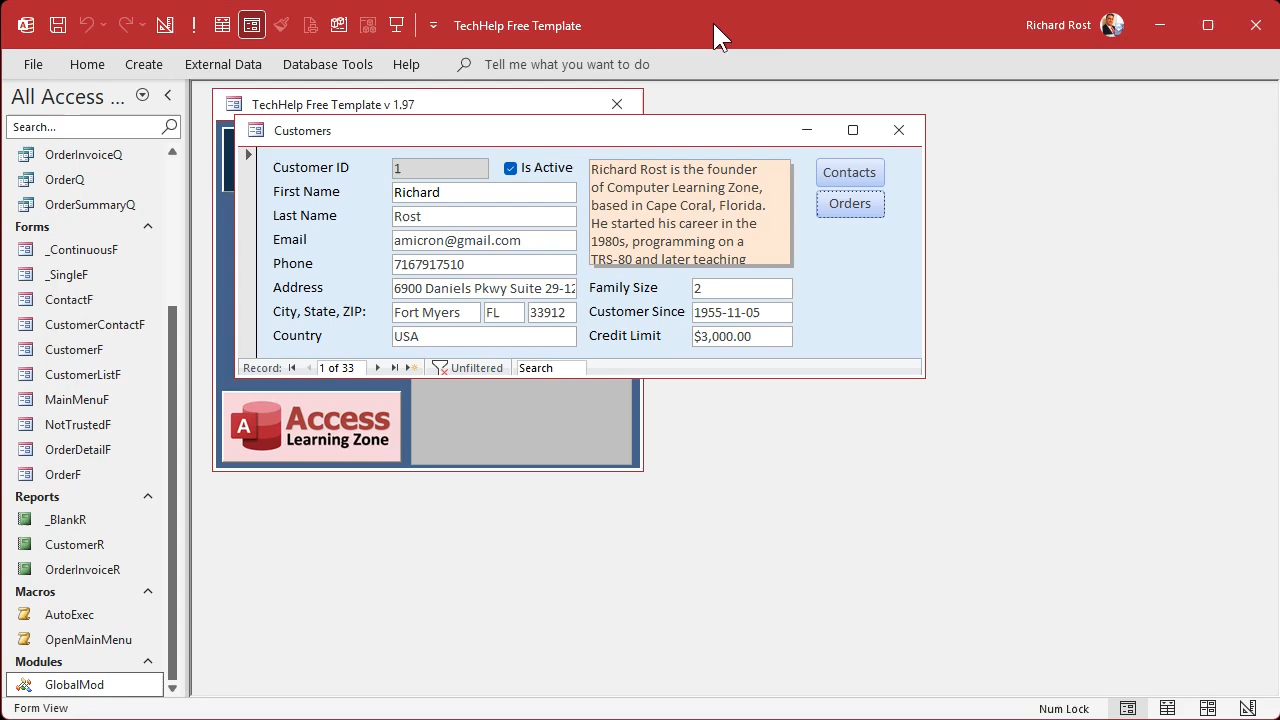 TechHelp Free Template
Richard Rost
File Home Create External Data Database Tools Help Tell me what you want to do
All Access ...
Search...
OrderInvoiceQ
OrderQ
OrderSummaryQ
Forms
_ContinuousF
_SingleF
ContactF
CustomerContactF
CustomerF
CustomerListF
MainMenuF
NotTrustedF
OrderDetailF
OrderF
Reports
_BlankR
CustomerR
OrderInvoiceR
Macros
AutoExec
OpenMainMenu
Modules
GlobalMod
TechHelp Free Template v 1.97
Customers
Customer ID 1 Is Active
First Name Richard
Last Name Rost
Email amicron@gmail.com
Phone 7167917510
Address 6900 Daniels Pkwy Suite 29-12
City, State, ZIP: Fort Myers FL 33912
Country USA
Richard Rost is the founder
of Computer Learning Zone,
based in Cape Coral, Florida.
He started his career in the
1980s, programming on a
TRS-80 and later teaching
Family Size 2
Customer Since 1955-11-05
Credit Limit $3,000.00
Contacts
Orders
Record: 1 of 33 Unfiltered Search
A Access
Learning Zone
Form View
Num Lock